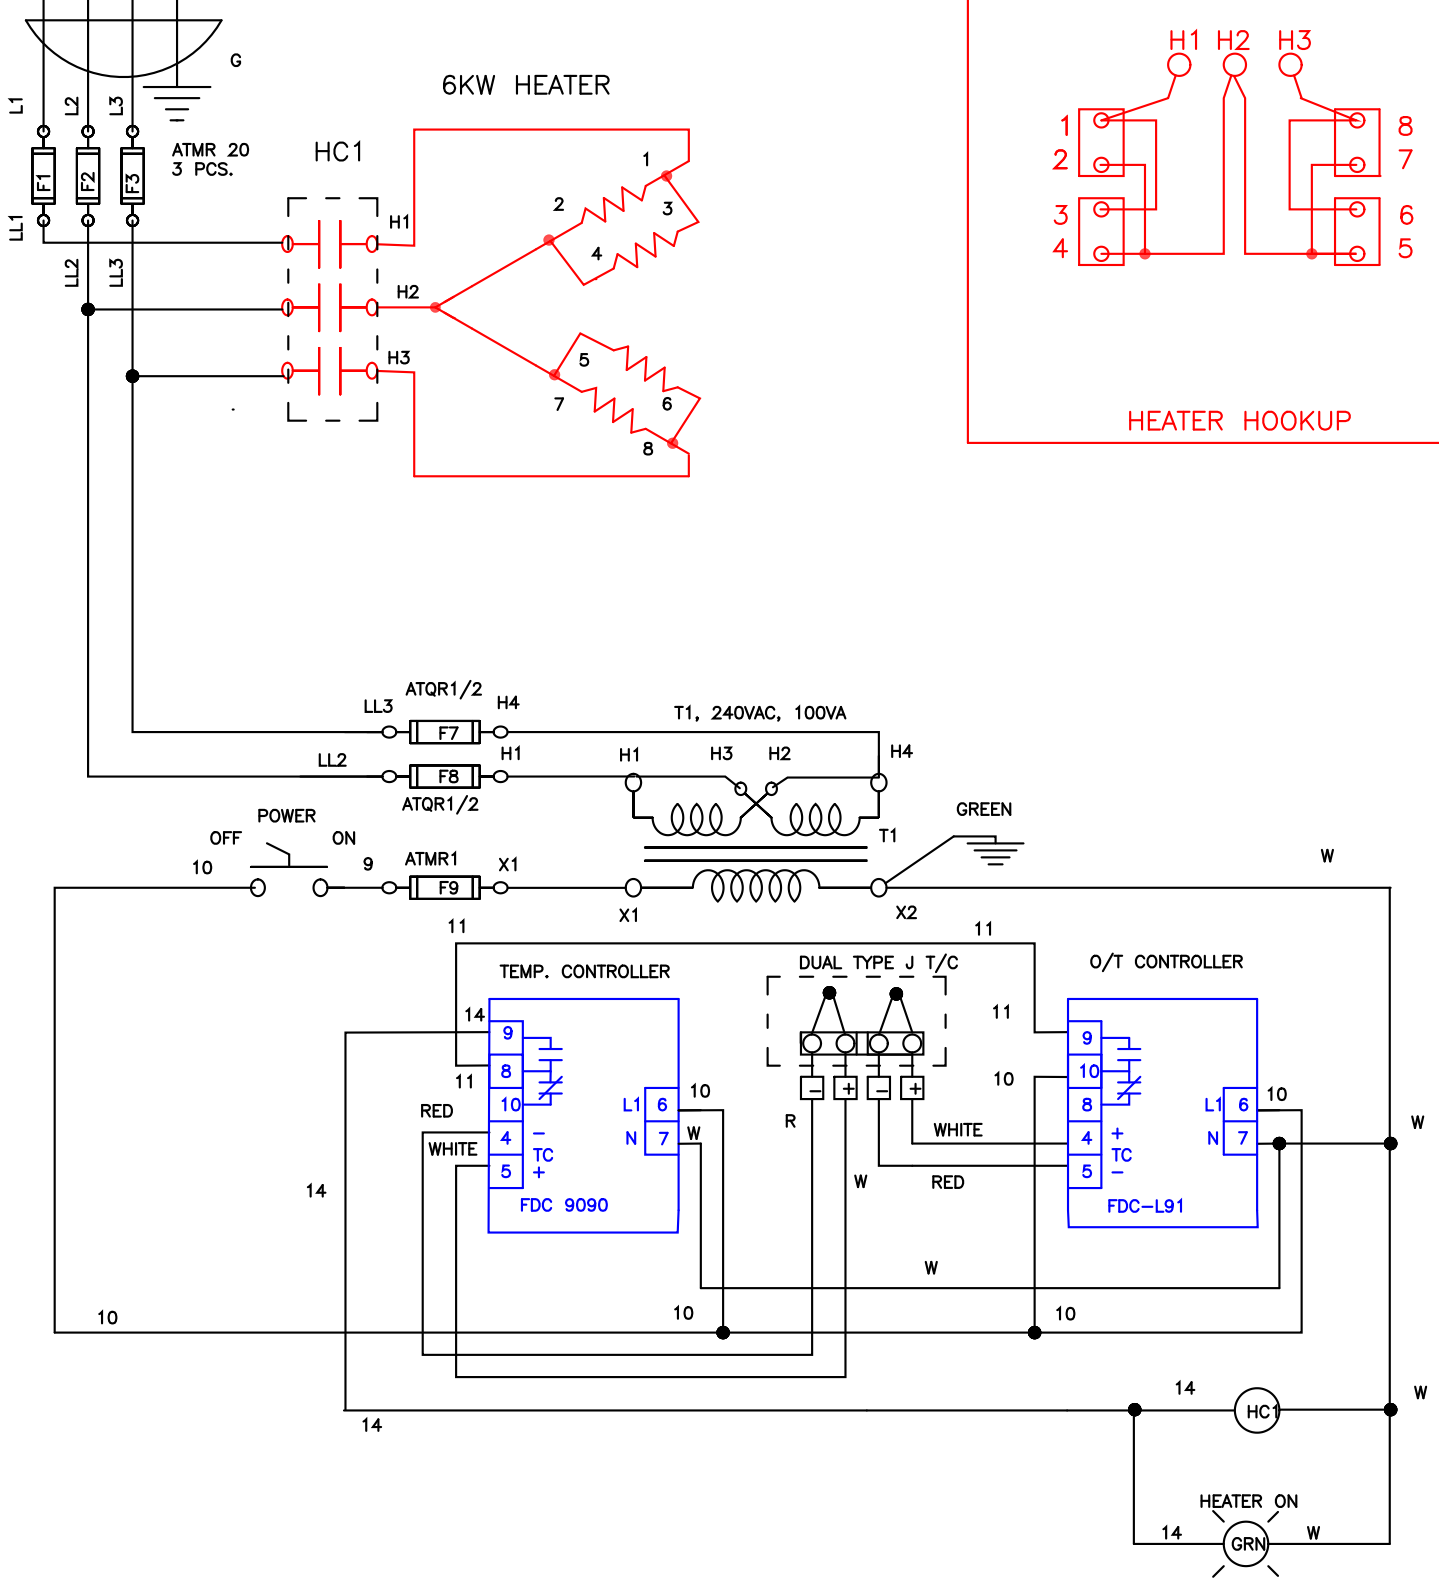 G
L1
L2
L3
6KW HEATER
ATMR 20
3 PCS.
F1
F2
F3
HC1
LL1
LL2
LL3
H1
H2
H3
1
2
3
4
5
6
7
8
H1 H2 H3
1
2
3
4
8
7
6
5
HEATER HOOKUP
ATQR1/2
LL3
F7
H4
T1, 240VAC, 100VA
LL2
F8
H1
ATQR1/2
H1
H3
H2
H4
T1
POWER
OFF
ON
10
9
ATMR1
F9
X1
X1
X2
GREEN
W
11
11
TEMP. CONTROLLER
DUAL TYPE J T/C
O/T CONTROLLER
14
9
8
11
10
RED
4 −
WHITE
TC
5 +
FDC 9090
L1 6
10
N 7
W
− + − +
R
W
WHITE
RED
11
9
10
10
8
4 +
TC
5 −
FDC−L91
L1 6
10
N 7
W
14
W
10
10
10
14
14
HC1
W
HEATER ON
14
GRN
W